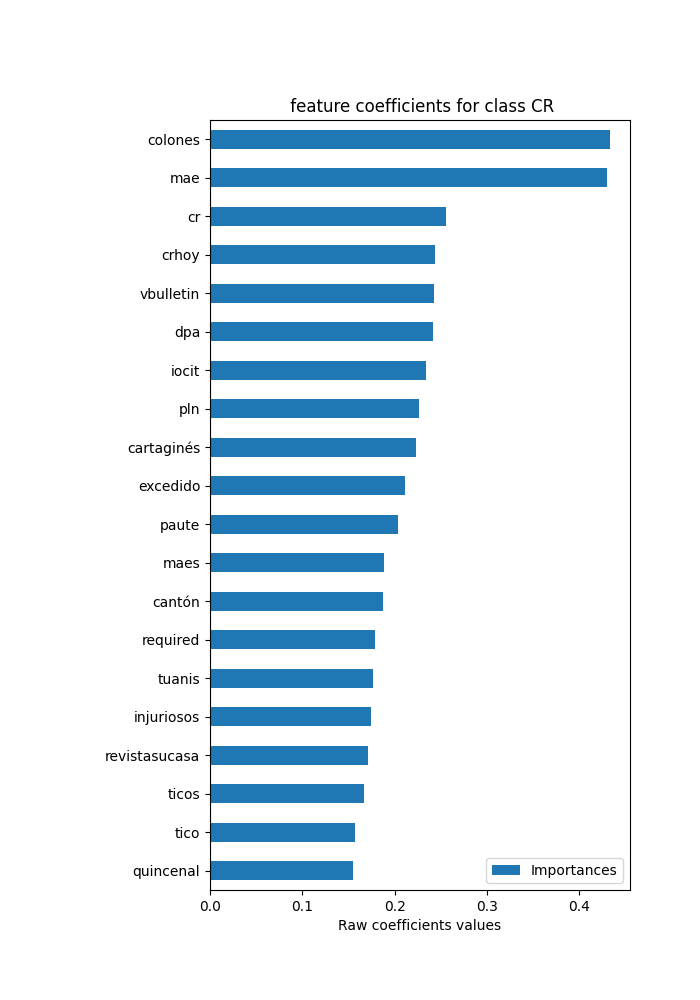 feature coefficients for class CR
colones
mae
cr
crhoy
vbulletin
dpa
iocit
pln
cartaginés
excedido
paute
maes
cantón
required
tuanis
injuriosos
revistasucasa
ticos
tico
quincenal
Importances
0.0 0.1 0.2 0.3 0.4
Raw coefficients values